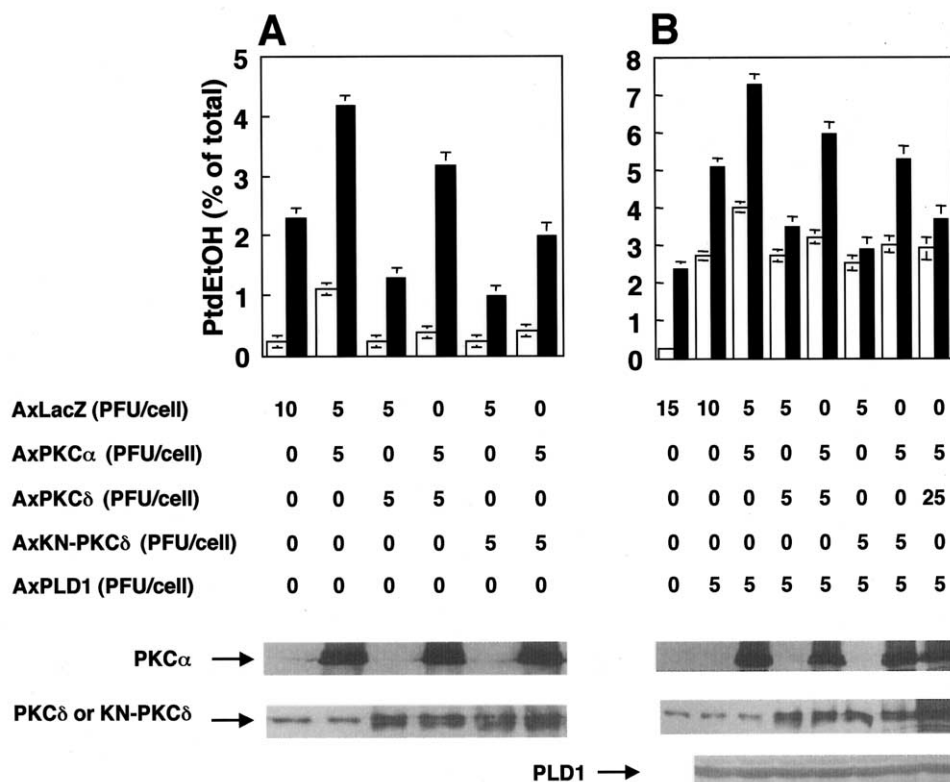 A
B
PtdEtOH (% of total)
5
4
3
2
1
0
8
7
6
5
4
3
2
1
0
AxLacZ (PFU/cell) 10 5 5 0 5 0 15 10 5 5 0 5 0 0
AxPKCα (PFU/cell) 0 5 0 5 0 5 0 0 5 0 5 0 5 5
AxPKCδ (PFU/cell) 0 0 5 5 0 0 0 0 0 5 5 0 0 25
AxKN-PKCδ (PFU/cell) 0 0 0 0 5 5 0 0 0 0 0 5 5 0
AxPLD1 (PFU/cell) 0 0 0 0 0 0 0 5 5 5 5 5 5 5
PKCα →
PKCδ or KN-PKCδ →
PLD1 →